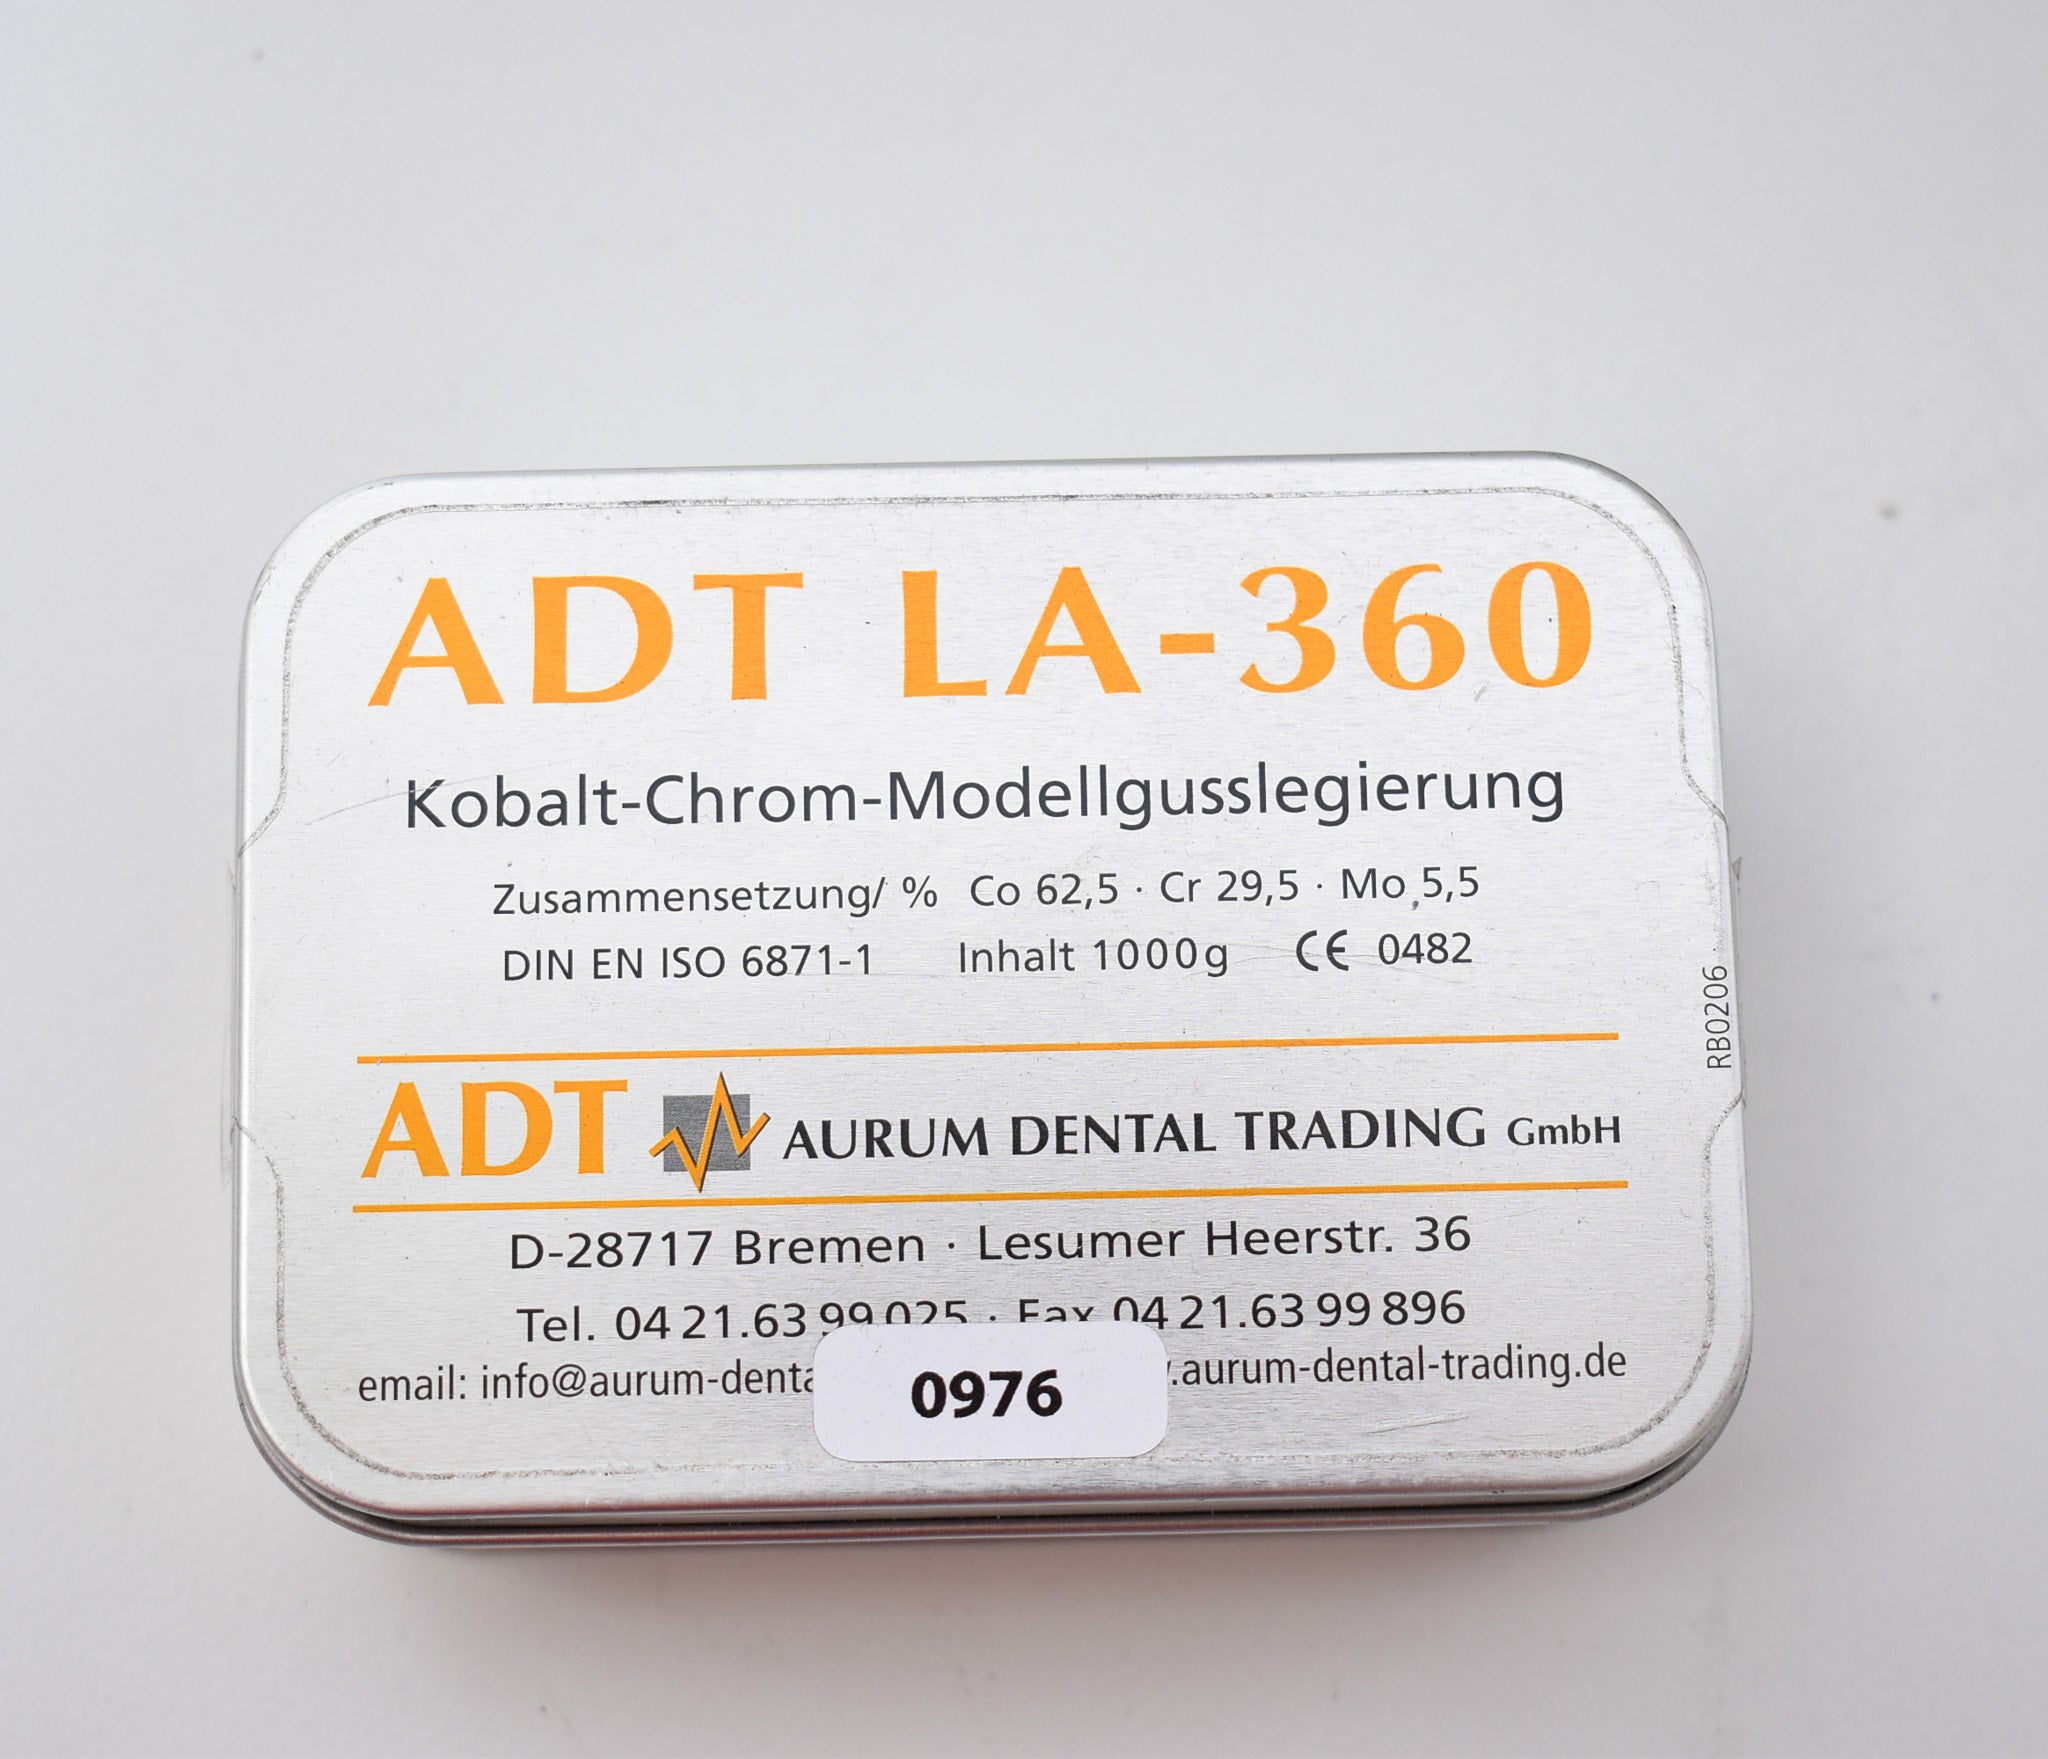 ADT LA-360
Kobalt-Chrom-Modellgusslegierung
Zusammensetzung/ % Co 62,5 · Cr 29,5 · Mo 5,5
DIN EN ISO 6871-1 Inhalt 1000g CE 0482
RB0206
ADT AURUM DENTAL TRADING GmbH
D-28717 Bremen · Lesumer Heerstr. 36
Tel. 04 21.63 99 025 · Fax 04 21.63 99 896
email: info@aurum-denta .aurum-dental-trading.de
0976